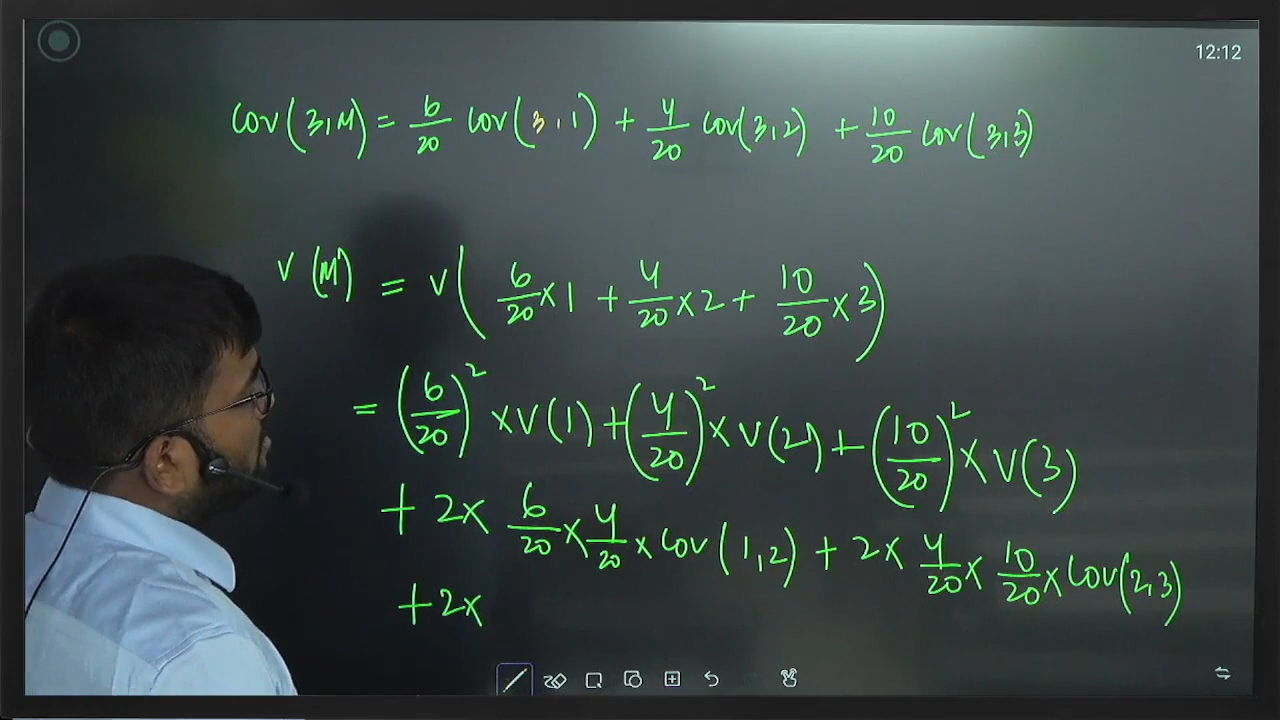 12:12
Cov(3,M) = 6/20 Cov(3,1) + 4/20 Cov(3,2) + 10/20 Cov(3,3)
V(M) = V(6/20 × 1 + 4/20 × 2 + 10/20 × 3)
= (6/20)² × V(1) + (4/20)² × V(2) + (10/20)² × V(3)
+ 2 × 6/20 × 4/20 × Cov(1,2) + 2 × 4/20 × 10/20 × Cov(2,3)
+ 2×